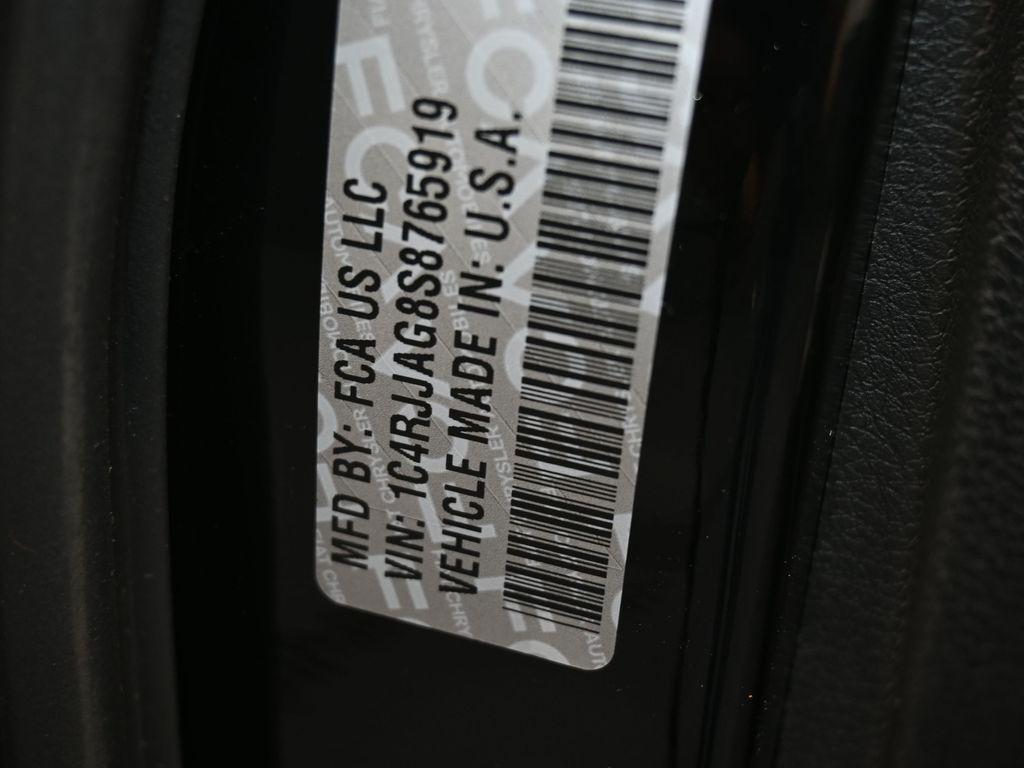 MFD BY: FCA US LLC
VIN: 1C4RJJAG8S8765919
VEHICLE MADE IN: U.S.A.